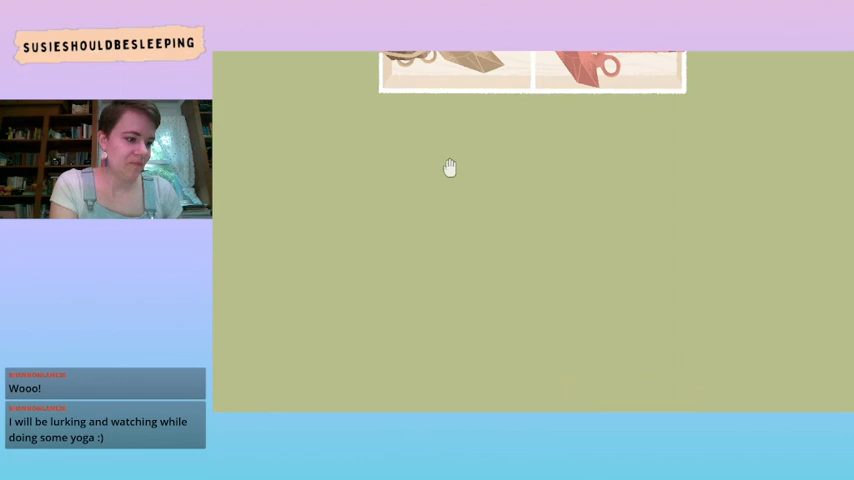 SUSIESHOULDBESLEEPING
Wooo!
I will be lurking and watching while
doing some yoga :)